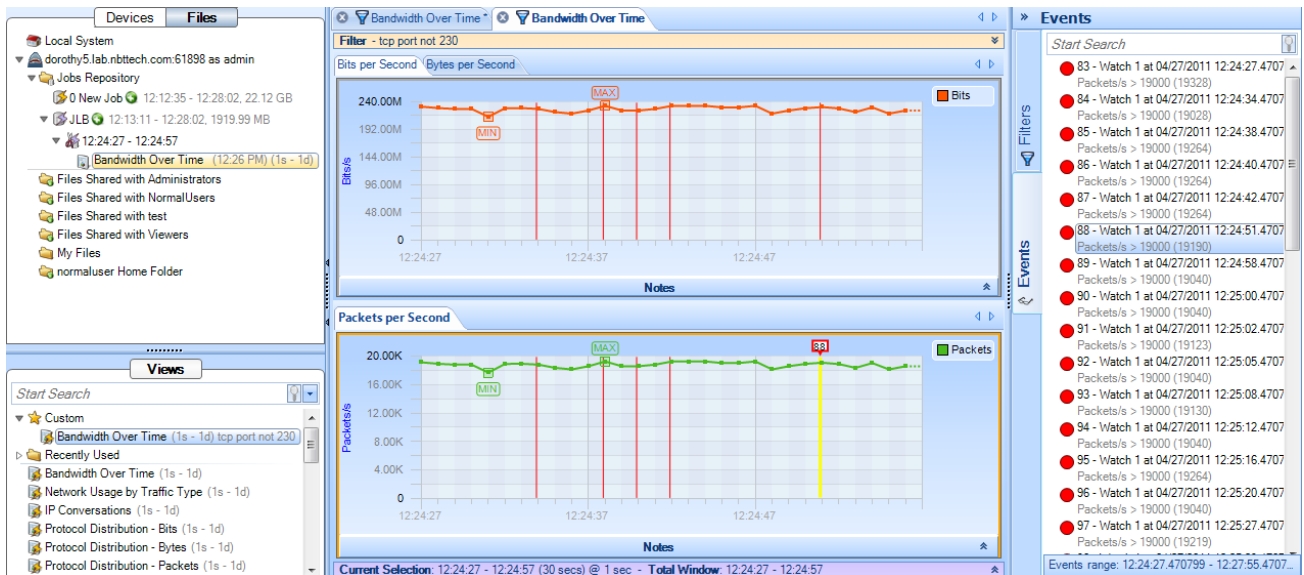 Devices
Files
Local System
dorothy5.lab.nbttech.com:61898 as admin
Jobs Repository
0 New Job 12:12:35 - 12:28:02, 22.12 GB
JLB 12:13:11 - 12:28:02, 1919.99 MB
12:24:27 - 12:24:57
Bandwidth Over Time (12:26 PM) (1s - 1d)
Files Shared with Administrators
Files Shared with NormalUsers
Files Shared with test
Files Shared with Viewers
My Files
normaluser Home Folder
Views
Start Search
Custom
Bandwidth Over Time (1s - 1d) tcp port not 230
Recently Used
Bandwidth Over Time (1s - 1d)
Network Usage by Traffic Type (1s - 1d)
IP Conversations (1s - 1d)
Protocol Distribution - Bits (1s - 1d)
Protocol Distribution - Bytes (1s - 1d)
Protocol Distribution - Packets (1s - 1d)
Bandwidth Over Time *
Bandwidth Over Time
Filter - tcp port not 230
Bits per Second
Bytes per Second
Bits/s
240.00M
192.00M
144.00M
96.00M
48.00M
0
MIN
MAX
Bits
12:24:27
12:24:37
12:24:47
Notes
Packets per Second
Packets/s
20.00K
16.00K
12.00K
8.00K
4.00K
0
MIN
MAX
88
Packets
12:24:27
12:24:37
12:24:47
Notes
Current Selection: 12:24:27 - 12:24:57 (30 secs) @ 1 sec - Total Window: 12:24:27 - 12:24:57
Events
Filters
Events
Start Search
83 - Watch 1 at 04/27/2011 12:24:27.4707
Packets/s > 19000 (19328)
84 - Watch 1 at 04/27/2011 12:24:34.4707
Packets/s > 19000 (19028)
85 - Watch 1 at 04/27/2011 12:24:38.4707
Packets/s > 19000 (19264)
86 - Watch 1 at 04/27/2011 12:24:40.4707
Packets/s > 19000 (19264)
87 - Watch 1 at 04/27/2011 12:24:42.4707
Packets/s > 19000 (19264)
88 - Watch 1 at 04/27/2011 12:24:51.4707
Packets/s > 19000 (19190)
89 - Watch 1 at 04/27/2011 12:24:58.4707
Packets/s > 19000 (19040)
90 - Watch 1 at 04/27/2011 12:25:00.4707
Packets/s > 19000 (19040)
91 - Watch 1 at 04/27/2011 12:25:02.4707
Packets/s > 19000 (19123)
92 - Watch 1 at 04/27/2011 12:25:05.4707
Packets/s > 19000 (19040)
93 - Watch 1 at 04/27/2011 12:25:08.4707
Packets/s > 19000 (19130)
94 - Watch 1 at 04/27/2011 12:25:12.4707
Packets/s > 19000 (19040)
95 - Watch 1 at 04/27/2011 12:25:16.4707
Packets/s > 19000 (19264)
96 - Watch 1 at 04/27/2011 12:25:20.4707
Packets/s > 19000 (19040)
97 - Watch 1 at 04/27/2011 12:25:27.4707
Packets/s > 19000 (19219)
Events range: 12:24:27.470799 - 12:27:55.4707...